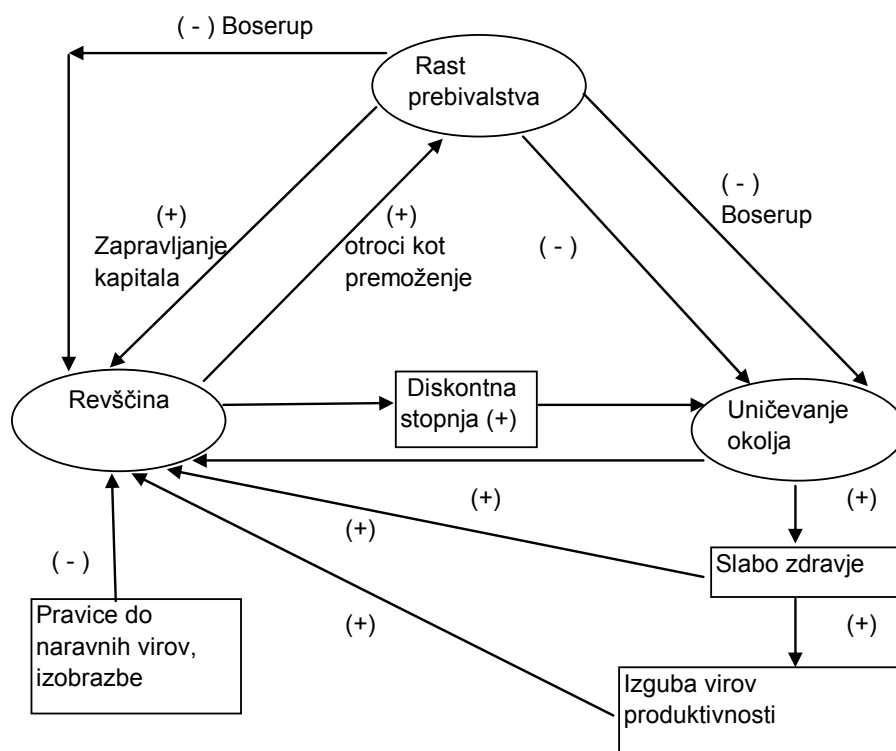 ( - ) Boserup
Rast
prebivalstva
( - )
Boserup
(+)
Zapravljanje
kapitala
(+)
otroci kot
premoženje
( - )
Revščina
Diskontna
stopnja (+)
Uničevanje
okolja
(+)
(+)
(+)
Slabo zdravje
( - )
Pravice do
naravnih virov,
izobrazbe
(+)
(+)
Izguba virov
produktivnosti